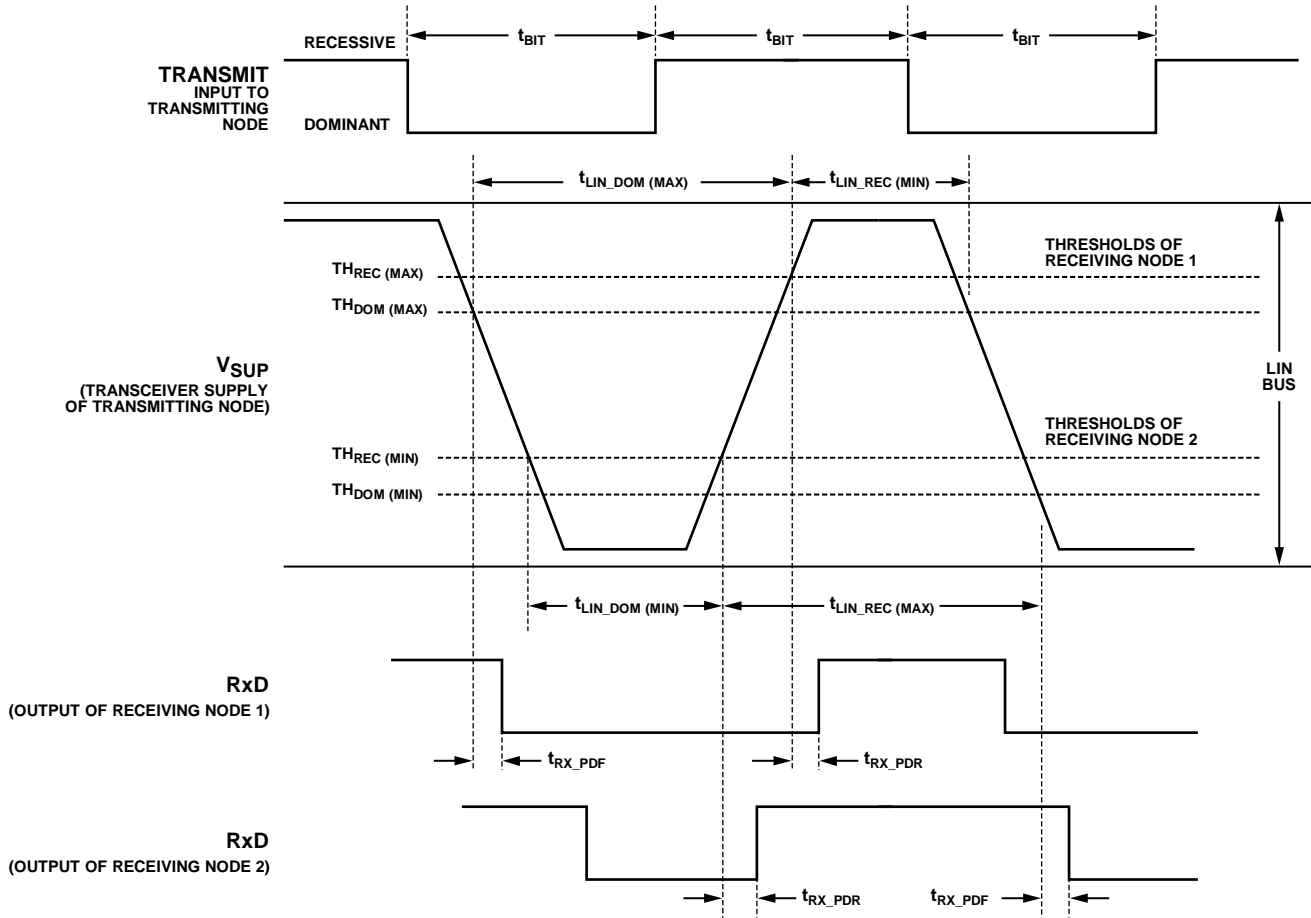 tBIT
tBIT
tBIT
RECESSIVE
TRANSMIT
INPUT TO
TRANSMITTING
NODE
DOMINANT
tLIN_DOM (MAX)
tLIN_REC (MIN)
THRESHOLDS OF
RECEIVING NODE 1
THREC (MAX)
THDOM (MAX)
VSUP
(TRANSCEIVER SUPPLY
OF TRANSMITTING NODE)
LIN
BUS
THRESHOLDS OF
RECEIVING NODE 2
THREC (MIN)
THDOM (MIN)
tLIN_DOM (MIN)
tLIN_REC (MAX)
RxD
(OUTPUT OF RECEIVING NODE 1)
tRX_PDF
tRX_PDR
RxD
(OUTPUT OF RECEIVING NODE 2)
tRX_PDR
tRX_PDF